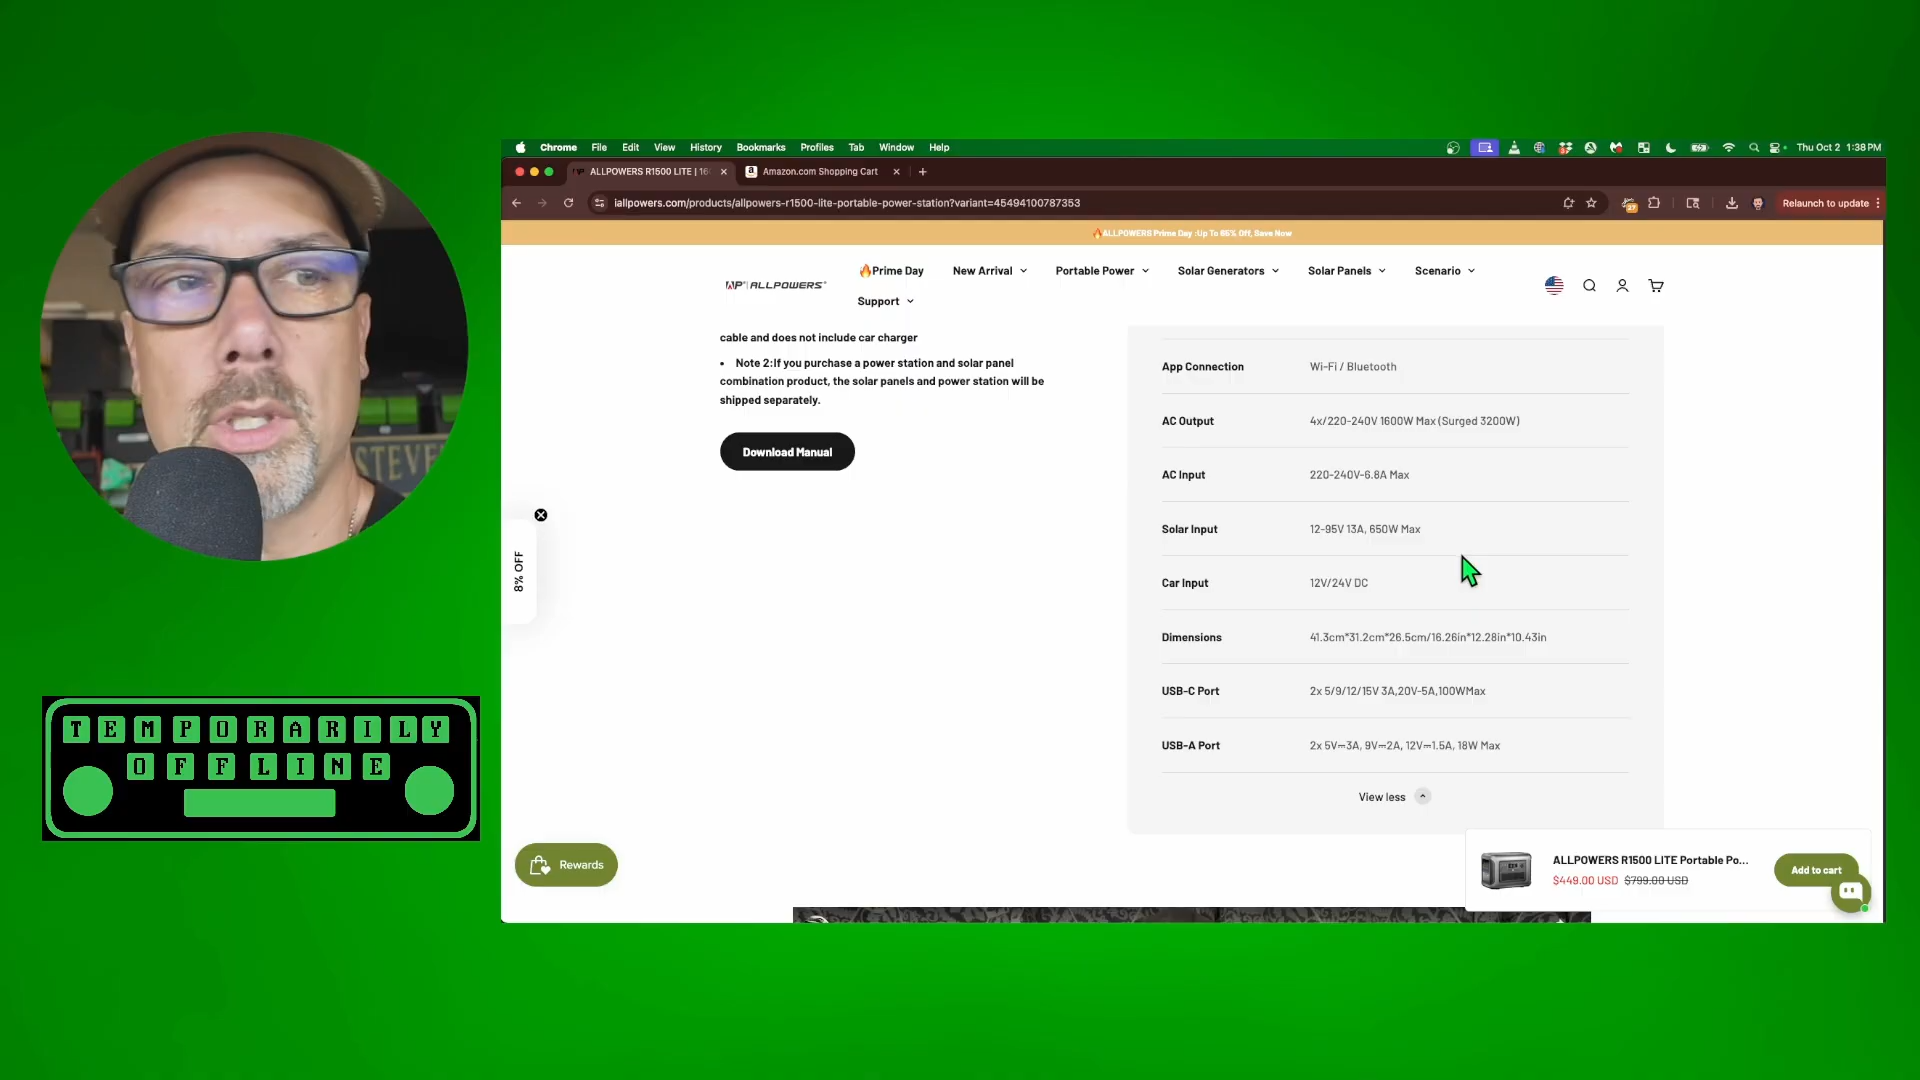 Chrome File Edit View History Bookmarks Profiles Tab Window Help
Thu Oct 2 1:38 PM
ALLPOWERS R1500 LITE | 16
Amazon.com Shopping Cart
iallpowers.com/products/allpowers-r1500-lite-portable-power-station?variant=45494100787353
Relaunch to update
🔥ALLPOWERS Prime Day :Up To 65% Off, Save Now
ALLPOWERS
🔥Prime Day New Arrival Portable Power Solar Generators Solar Panels Scenario
Support
cable and does not include car charger
• Note 2:If you purchase a power station and solar panel
combination product, the solar panels and power station will be
shipped separately.
Download Manual
App Connection Wi-Fi / Bluetooth
AC Output 4x/220-240V 1600W Max (Surged 3200W)
AC Input 220-240V-6.8A Max
Solar Input 12-95V 13A, 650W Max
Car Input 12V/24V DC
Dimensions 41.3cm*31.2cm*26.5cm/16.26in*12.28in*10.43in
USB-C Port 2x 5/9/12/15V 3A,20V-5A,100WMax
USB-A Port 2x 5V⎓3A, 9V⎓2A, 12V⎓1.5A, 18W Max
View less
8% OFF
Rewards
ALLPOWERS R1500 LITE Portable Po...
$449.00 USD $799.00 USD
Add to cart
STEVE
TEMPORARILY
OFFLINE